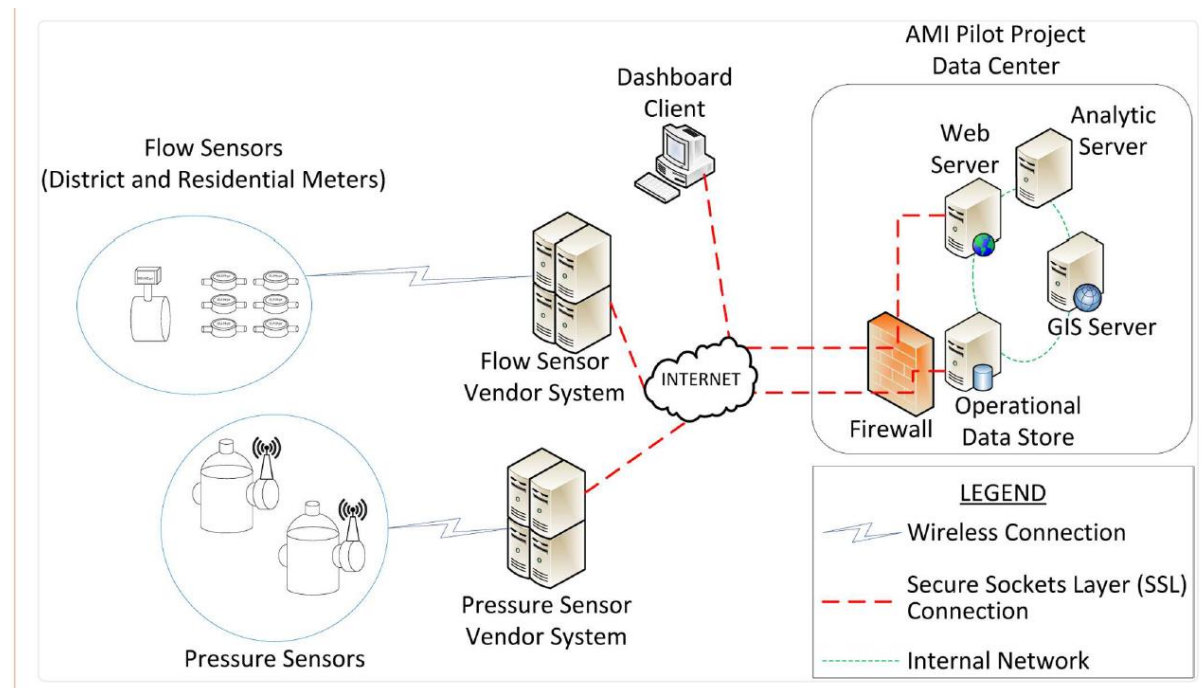 AMI Pilot Project
Data Center
Dashboard
Client
Flow Sensors
(District and Residential Meters)
Web
Server
Analytic
Server
Flow Sensor
Vendor System
INTERNET
GIS Server
Firewall
Operational
Data Store
Pressure Sensor
Vendor System
Pressure Sensors
LEGEND
Wireless Connection
Secure Sockets Layer (SSL)
Connection
Internal Network